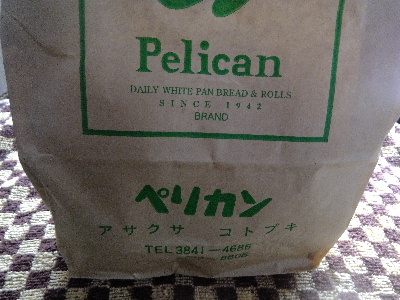 Pelican
DAILY WHITE PAN BREAD & ROLLS
SINCE 1942
BRAND
ペリカン
アサクサ コトブキ
TEL 3841-4686